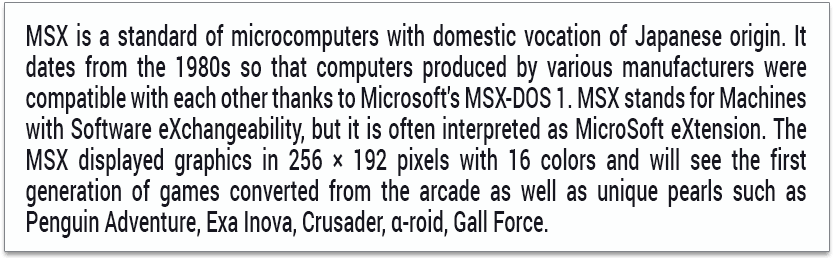 MSX is a standard of microcomputers with domestic vocation of Japanese origin. It
dates from the 1980s so that computers produced by various manufacturers were
compatible with each other thanks to Microsoft's MSX-DOS 1. MSX stands for Machines
with Software eXchangeability, but it is often interpreted as MicroSoft eXtension. The
MSX displayed graphics in 256 × 192 pixels with 16 colors and will see the first
generation of games converted from the arcade as well as unique pearls such as
Penguin Adventure, Exa Inova, Crusader, α-roid, Gall Force.